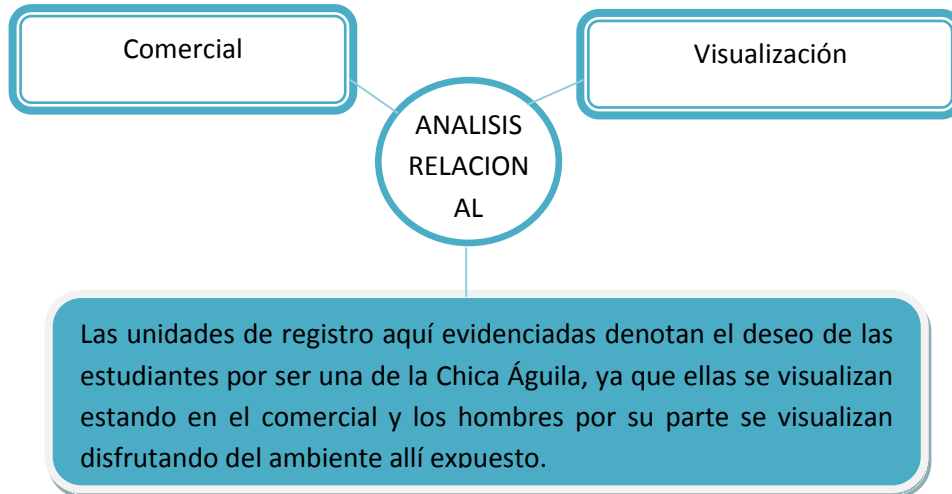 Comercial
Visualización
ANALISIS
RELACION
AL
Las unidades de registro aquí evidenciadas denotan el deseo de las
estudiantes por ser una de la Chica Águila, ya que ellas se visualizan
estando en el comercial y los hombres por su parte se visualizan
disfrutando del ambiente allí expuesto.